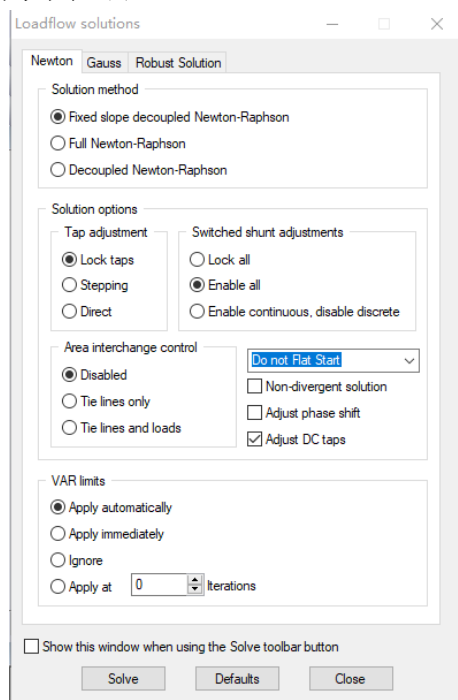 Loadflow solutions
Newton Gauss Robust Solution
Solution method
Fixed slope decoupled Newton-Raphson
Full Newton-Raphson
Decoupled Newton-Raphson
Solution options
Tap adjustment Switched shunt adjustments
Lock taps Lock all
Stepping Enable all
Direct Enable continuous, disable discrete
Area interchange control Do not Flat Start
Disabled Non-divergent solution
Tie lines only Adjust phase shift
Tie lines and loads Adjust DC taps
VAR limits
Apply automatically
Apply immediately
Ignore
Apply at 0 Iterations
Show this window when using the Solve toolbar button
Solve Defaults Close